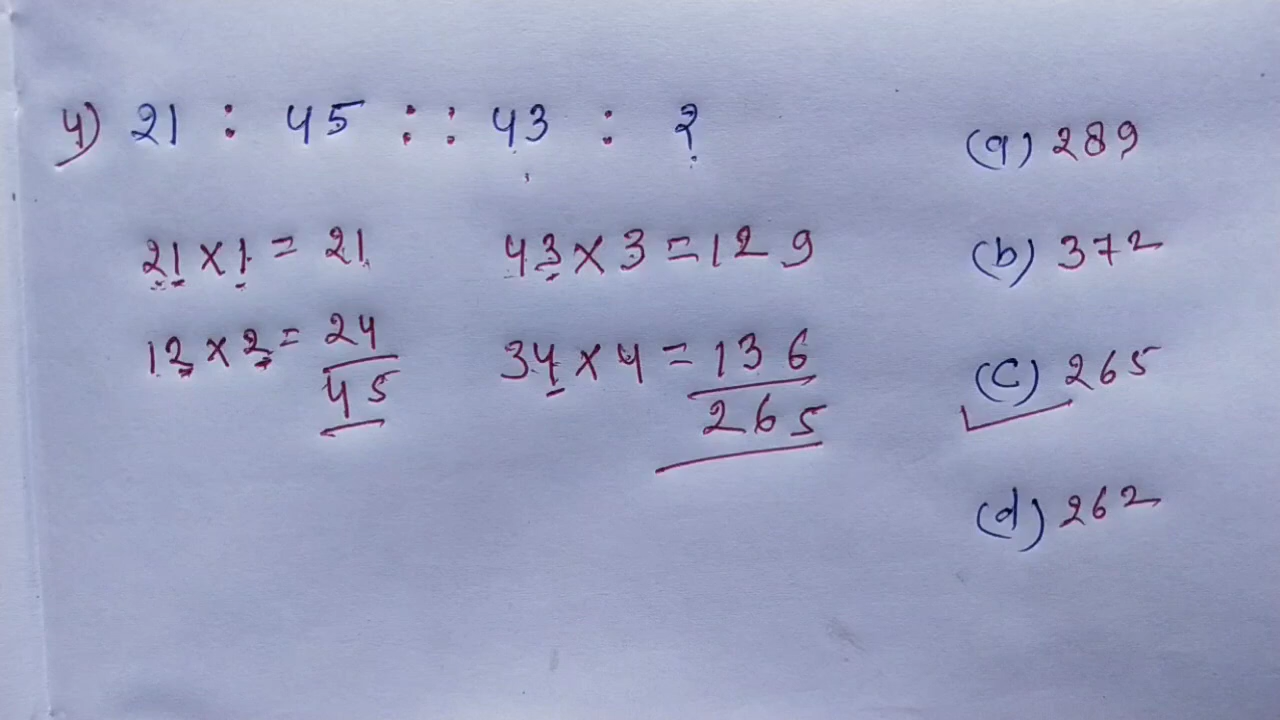 4) 21 : 45 :: 43 : ?
(a) 289
21 x 1 = 21
43 x 3 = 129
(b) 372
12 x 2 = 24
45
34 x 4 = 136
265
(c) 265
(d) 262